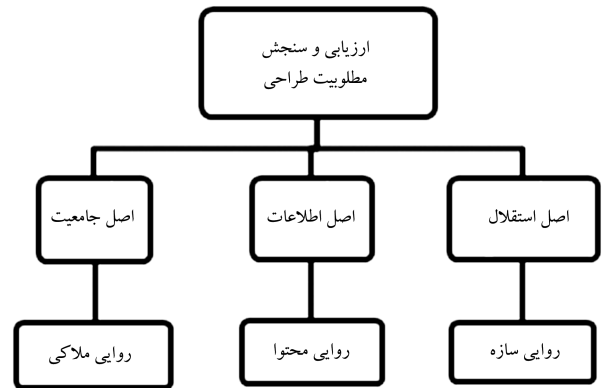 ارزیابی و سنجش
مطلوبیت طراحی
اصل استقلال
اصل اطلاعات
اصل جامعیت
روایی سازه
روایی محتوا
روایی ملاکی